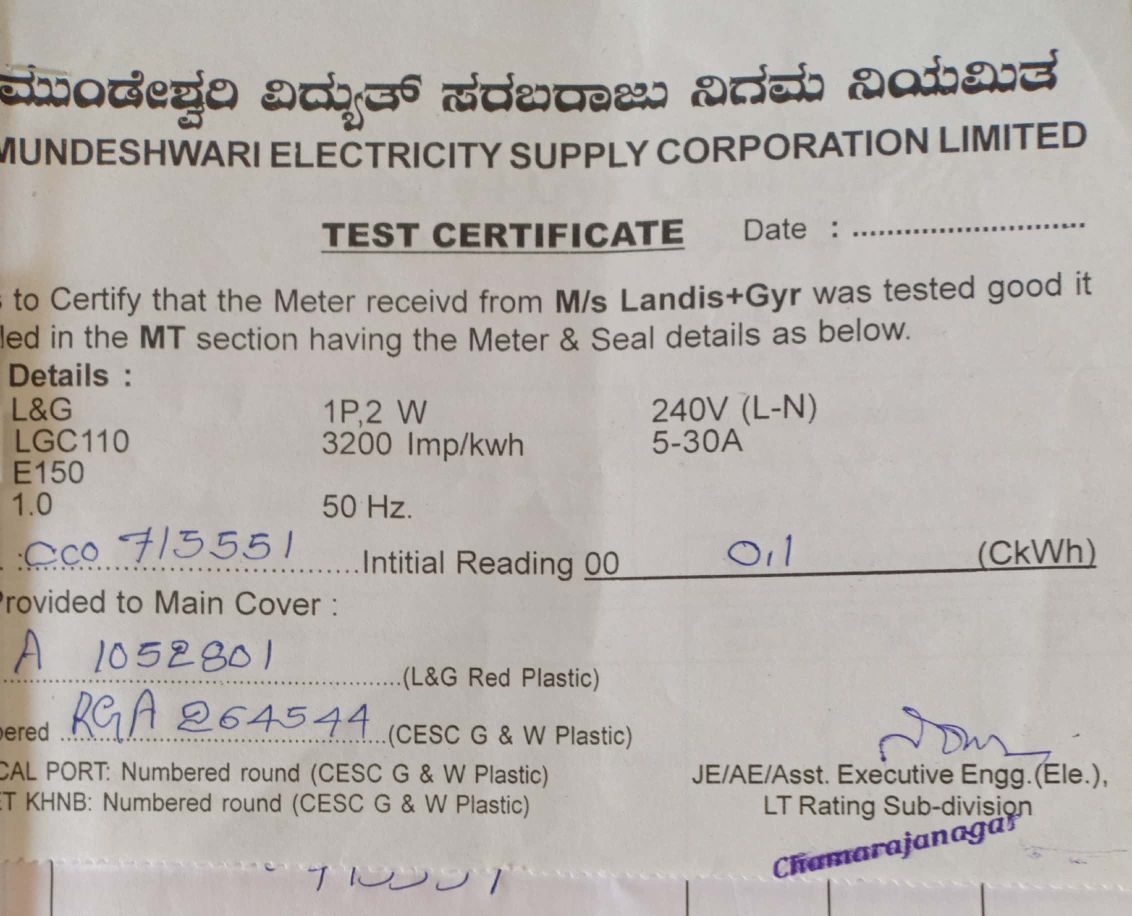 ಮುಂಡೇಶ್ವರಿ ವಿದ್ಯುತ್ ಸರಬರಾಜು ನಿಗಮ ನಿಯಮಿತ
MUNDESHWARI ELECTRICITY SUPPLY CORPORATION LIMITED
TEST CERTIFICATE Date : ...........................
to Certify that the Meter receivd from M/s Landis+Gyr was tested good it
led in the MT section having the Meter & Seal details as below.
Details :
L&G 1P,2 W 240V (L-N)
LGC110 3200 Imp/kwh 5-30A
E150
1.0 50 Hz.
CCO 713551 Intitial Reading 00 0,1 (CkWh)
Provided to Main Cover :
A 1052801 (L&G Red Plastic)
bered RGA 264544 (CESC G & W Plastic)
CAL PORT: Numbered round (CESC G & W Plastic)
ET KHNB: Numbered round (CESC G & W Plastic)
JE/AE/Asst. Executive Engg.(Ele.),
LT Rating Sub-division
Chamarajanagar